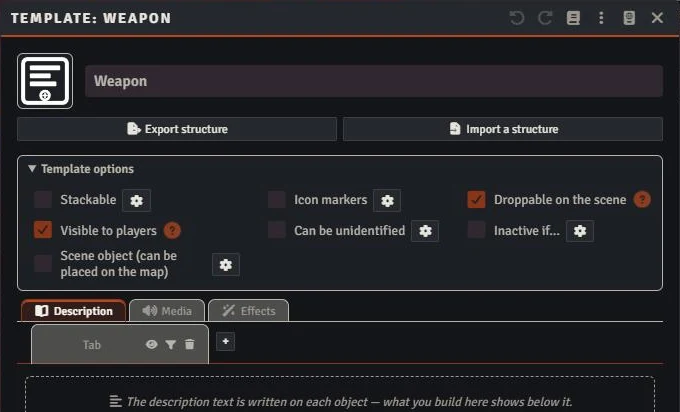 TEMPLATE: WEAPON
Weapon
Export structure
Import a structure
Template options
Stackable
Icon markers
Droppable on the scene ?
Visible to players ?
Can be unidentified
Inactive if...
Scene object (can be
placed on the map)
Description
Media
Effects
Tab
+
The description text is written on each object — what you build here shows below it.